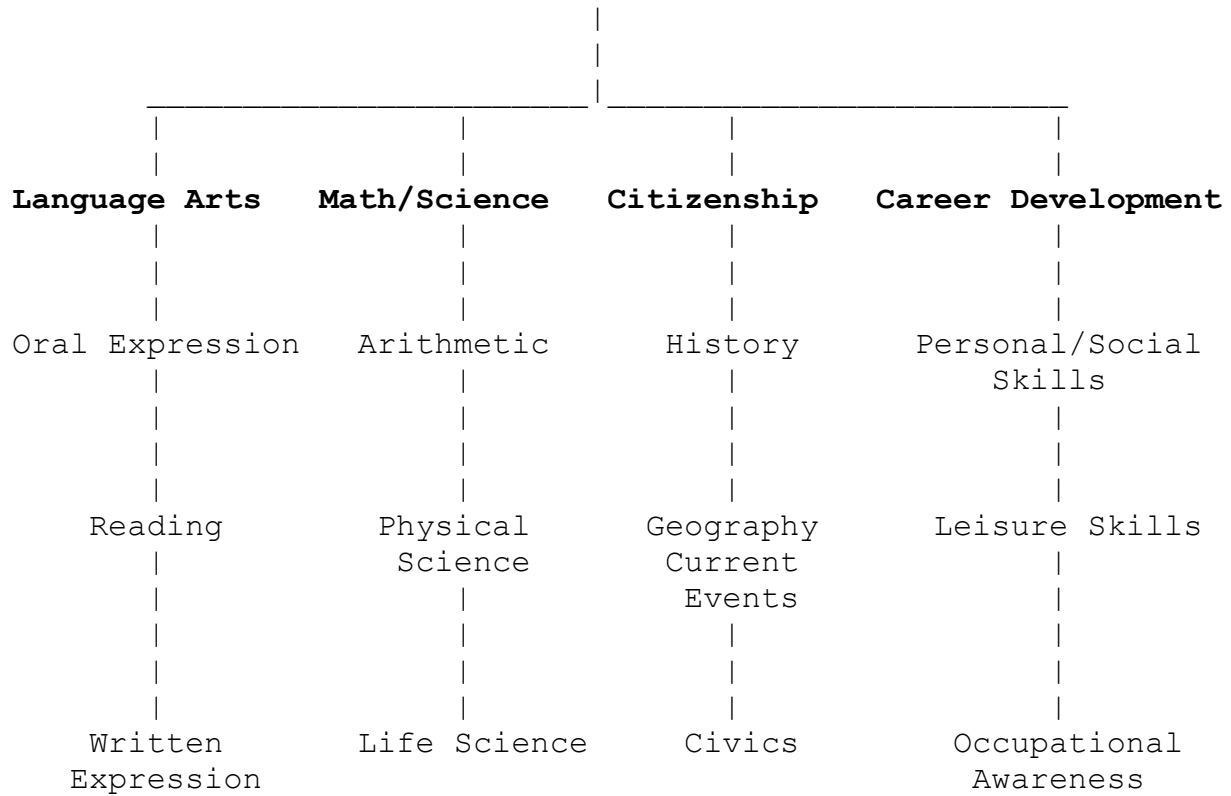 Language Arts Math/Science Citizenship Career Development
Oral Expression Arithmetic History Personal/Social
Skills
Reading Physical Geography Leisure Skills
Science Current
Events
Written Life Science Civics Occupational
Expression Awareness